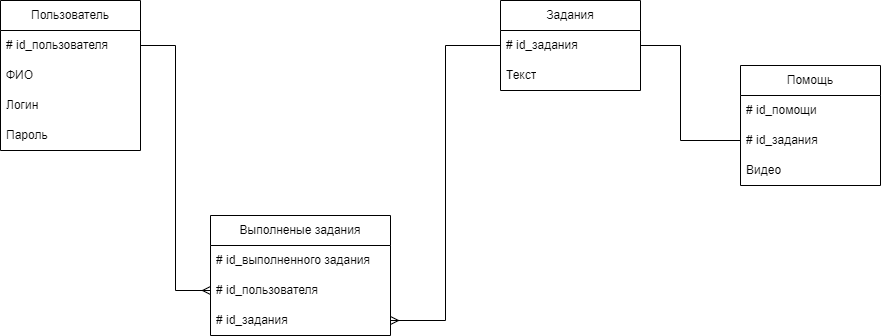 Пользователь
# id_пользователя
ФИО
Логин
Пароль
Задания
# id_задания
Текст
Помощь
# id_помощи
# id_задания
Видео
Выполненые задания
# id_выполненного задания
# id_пользователя
# id_задания